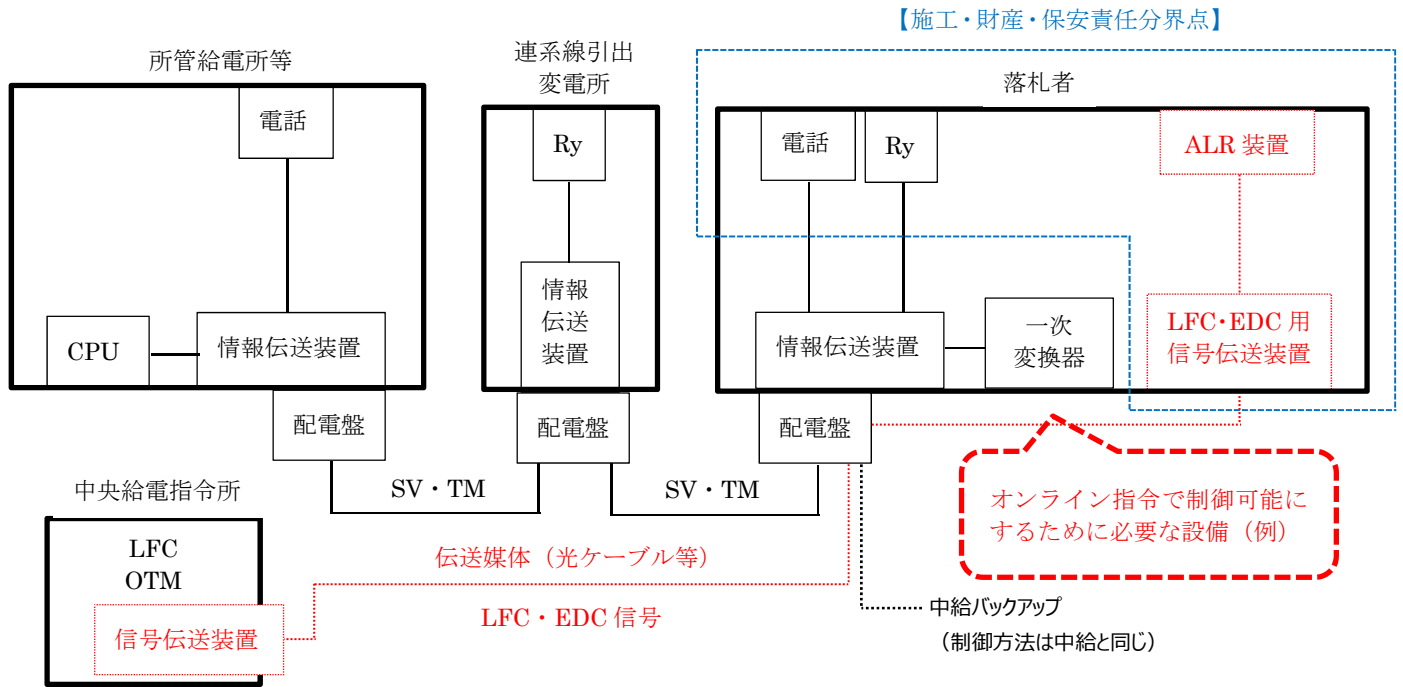 【施工・財産・保安責任分界点】
所管給電所等
連系線引出
変電所
落札者
電話
Ry
電話
Ry
ALR 装置
CPU
情報伝送装置
情報
伝送
装置
情報伝送装置
一次
変換器
LFC・EDC 用
信号伝送装置
配電盤
配電盤
配電盤
SV・TM
SV・TM
中央給電指令所
LFC
OTM
信号伝送装置
伝送媒体（光ケーブル等）
LFC・EDC 信号
オンライン指令で制御可能に
するために必要な設備（例）
中給バックアップ
（制御方法は中給と同じ）